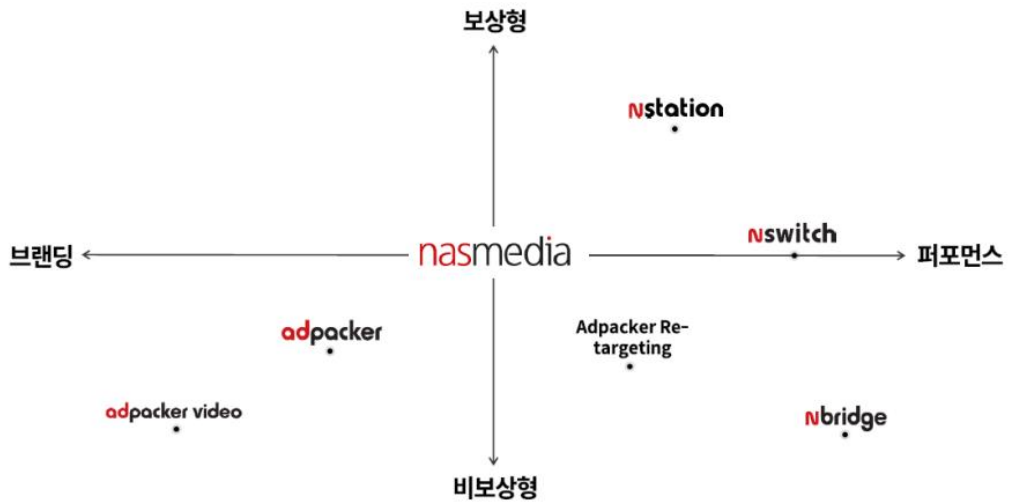 보상형
Nstation
Nswitch
브랜딩
nasmedia
퍼포먼스
adpacker
Adpacker Re-
targeting
adpacker video
Nbridge
비보상형